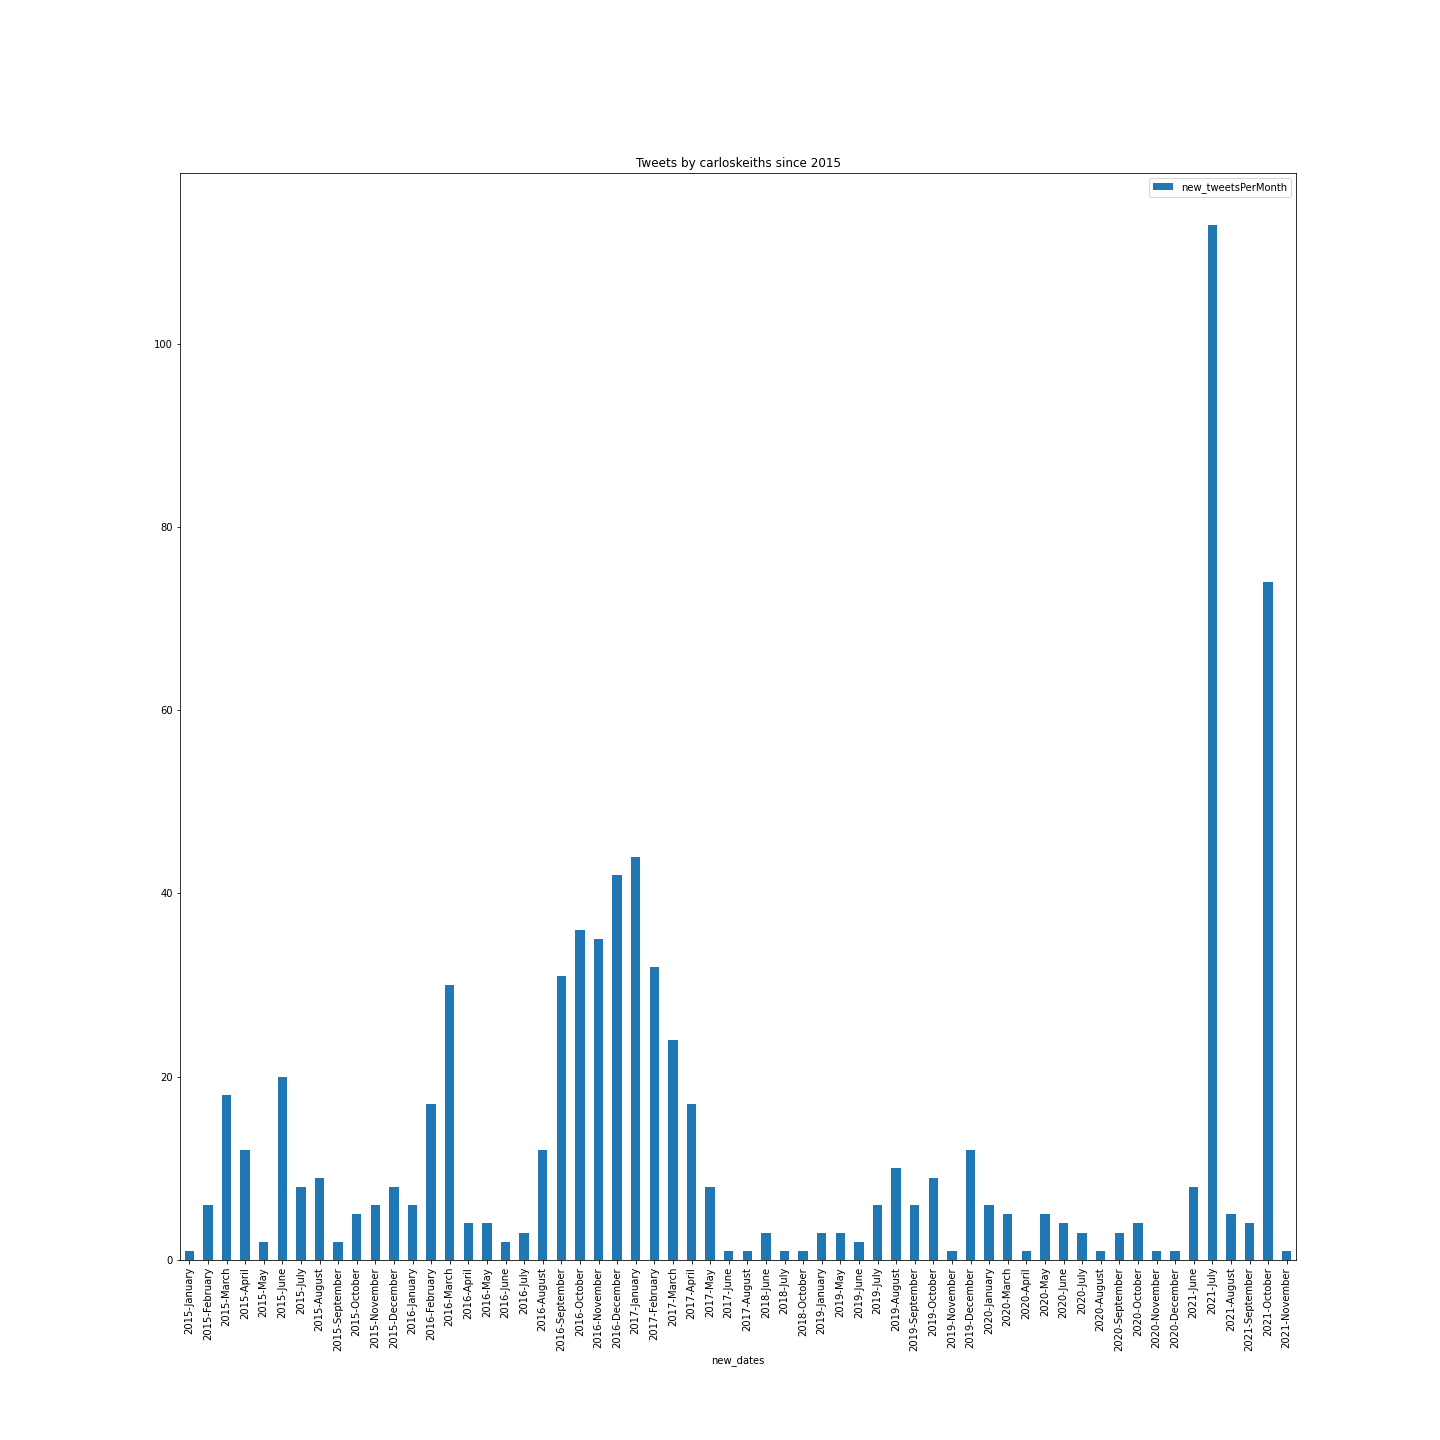 Tweets by carloskeiths since 2015
new_tweetsPerMonth
100
80
60
40
20
0
2015-January
2015-February
2015-March
2015-April
2015-May
2015-June
2015-July
2015-August
2015-September
2015-October
2015-November
2015-December
2016-January
2016-February
2016-March
2016-April
2016-May
2016-June
2016-July
2016-August
2016-September
2016-October
2016-November
2016-December
2017-January
2017-February
2017-March
2017-April
2017-May
2017-June
2017-August
2018-June
2018-July
2018-October
2019-January
2019-May
2019-June
2019-July
2019-August
2019-September
2019-October
2019-November
2019-December
2020-January
2020-March
2020-April
2020-May
2020-June
2020-July
2020-August
2020-September
2020-October
2020-November
2020-December
2021-June
2021-July
2021-August
2021-September
2021-October
2021-November
new_dates